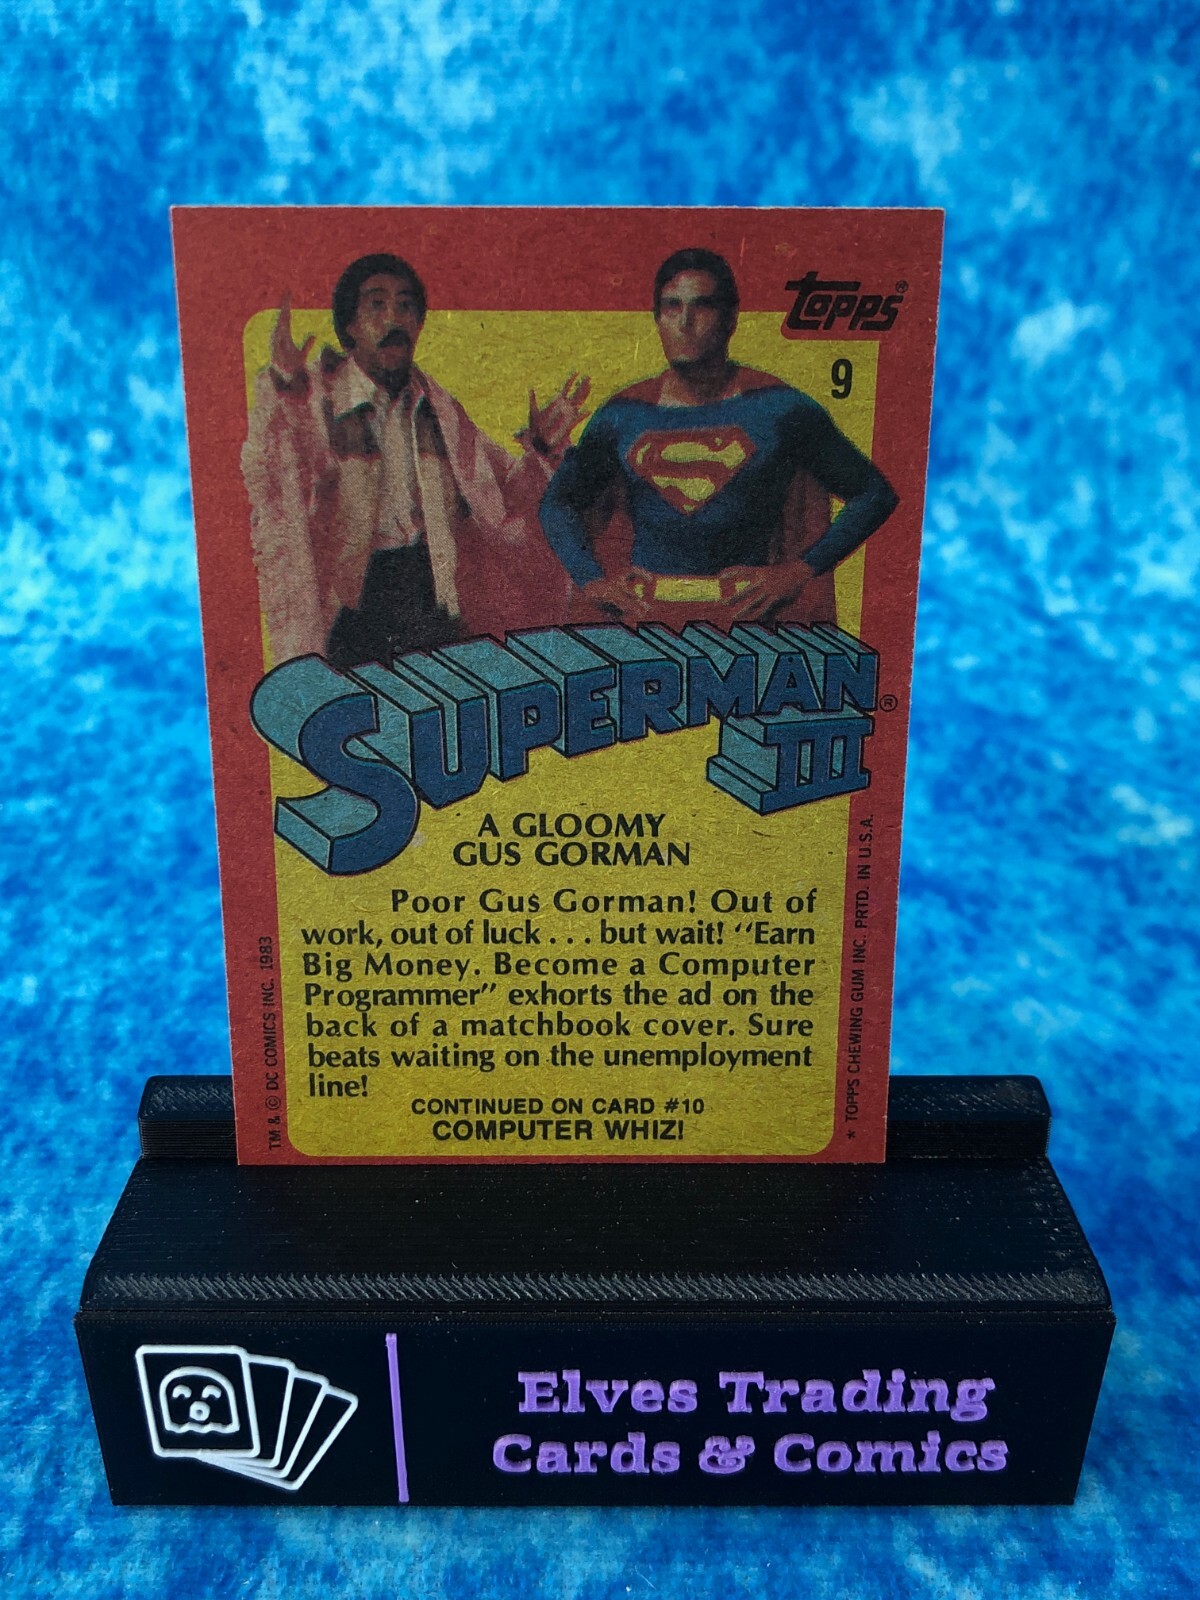 topps®
9
SUPERMAN®
III
A GLOOMY
GUS GORMAN
Poor Gus Gorman! Out of
work, out of luck . . . but wait! “Earn
Big Money. Become a Computer
Programmer” exhorts the ad on the
back of a matchbook cover. Sure
beats waiting on the unemployment
line!
CONTINUED ON CARD #10
COMPUTER WHIZ!
TM & © DC COMICS INC. 1983
* TOPPS CHEWING GUM INC. PRTD. IN U.S.A.
Elves Trading
Cards & Comics